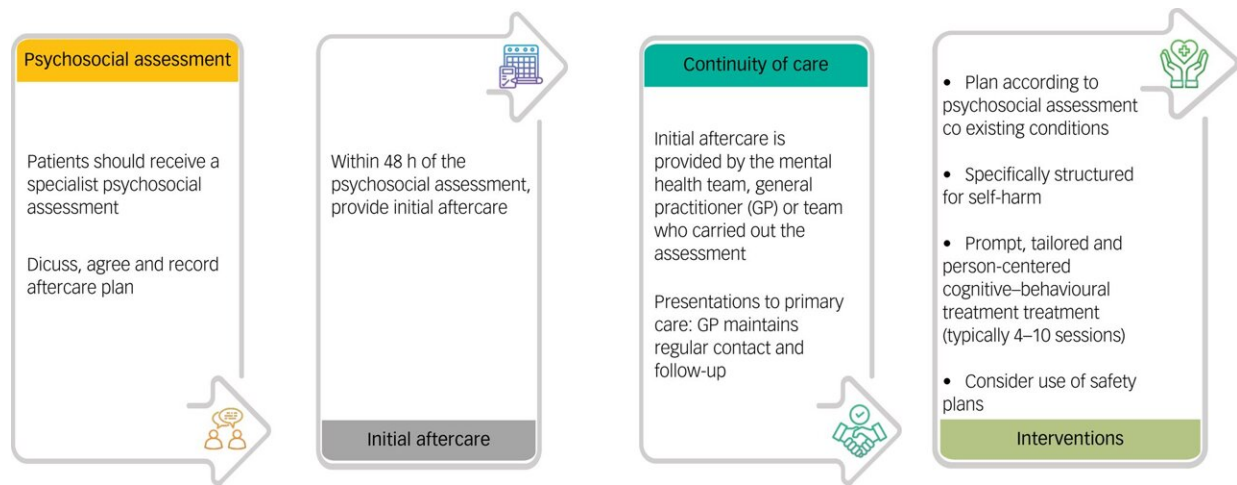 Psychosocial assessment
Patients should receive a
specialist psychosocial
assessment
Dicuss, agree and record
aftercare plan
Within 48 h of the
psychosocial assessment,
provide initial aftercare
Initial aftercare
Continuity of care
Initial aftercare is
provided by the mental
health team, general
practitioner (GP) or team
who carried out the
assessment
Presentations to primary
care: GP maintains
regular contact and
follow-up
• Plan according to
psychosocial assessment
co existing conditions
• Specifically structured
for self-harm
• Prompt, tailored and
person-centered
cognitive–behavioural
treatment treatment
(typically 4–10 sessions)
• Consider use of safety
plans
Interventions